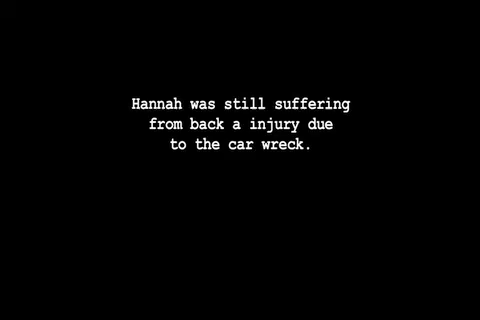 Hannah was still suffering
from back a injury due
to the car wreck.